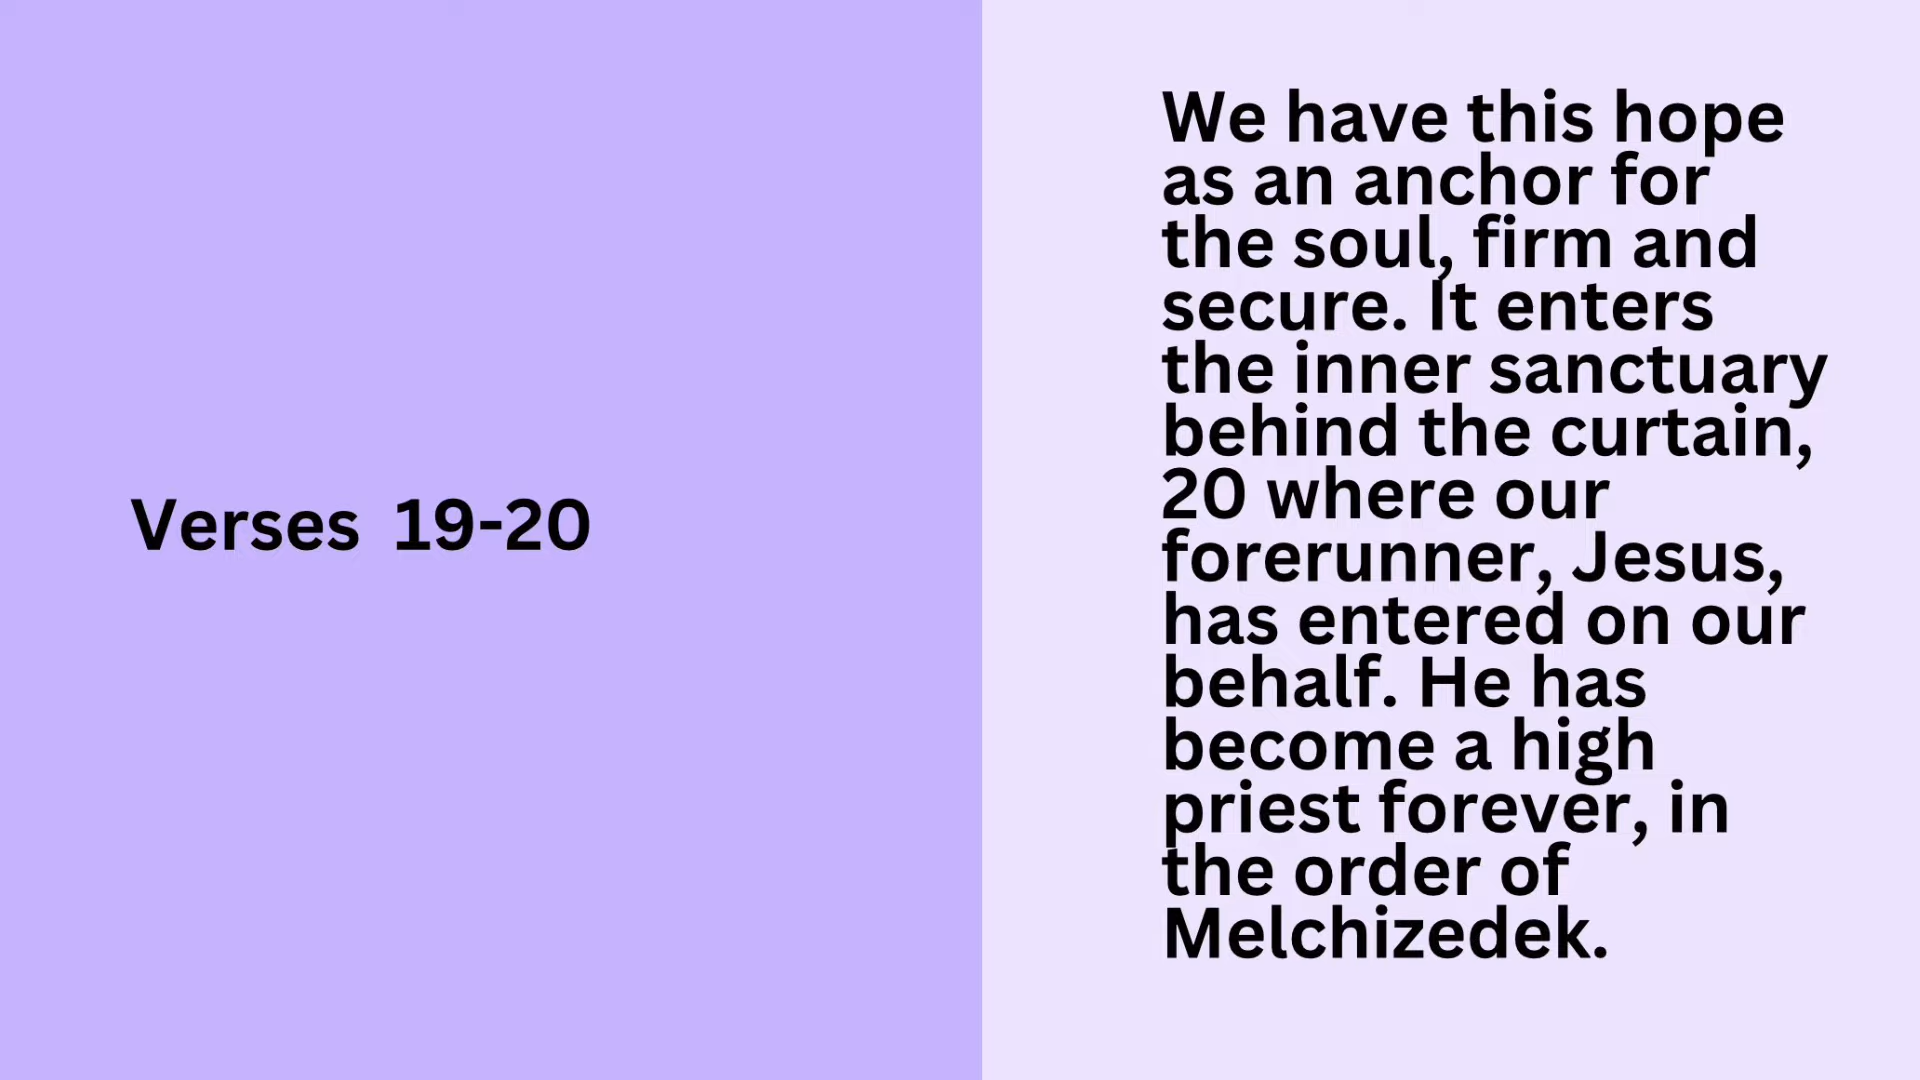 Verses 19-20
We have this hope
as an anchor for
the soul, firm and
secure. It enters
the inner sanctuary
behind the curtain,
20 where our
forerunner, Jesus,
has entered on our
behalf. He has
become a high
priest forever, in
the order of
Melchizedek.